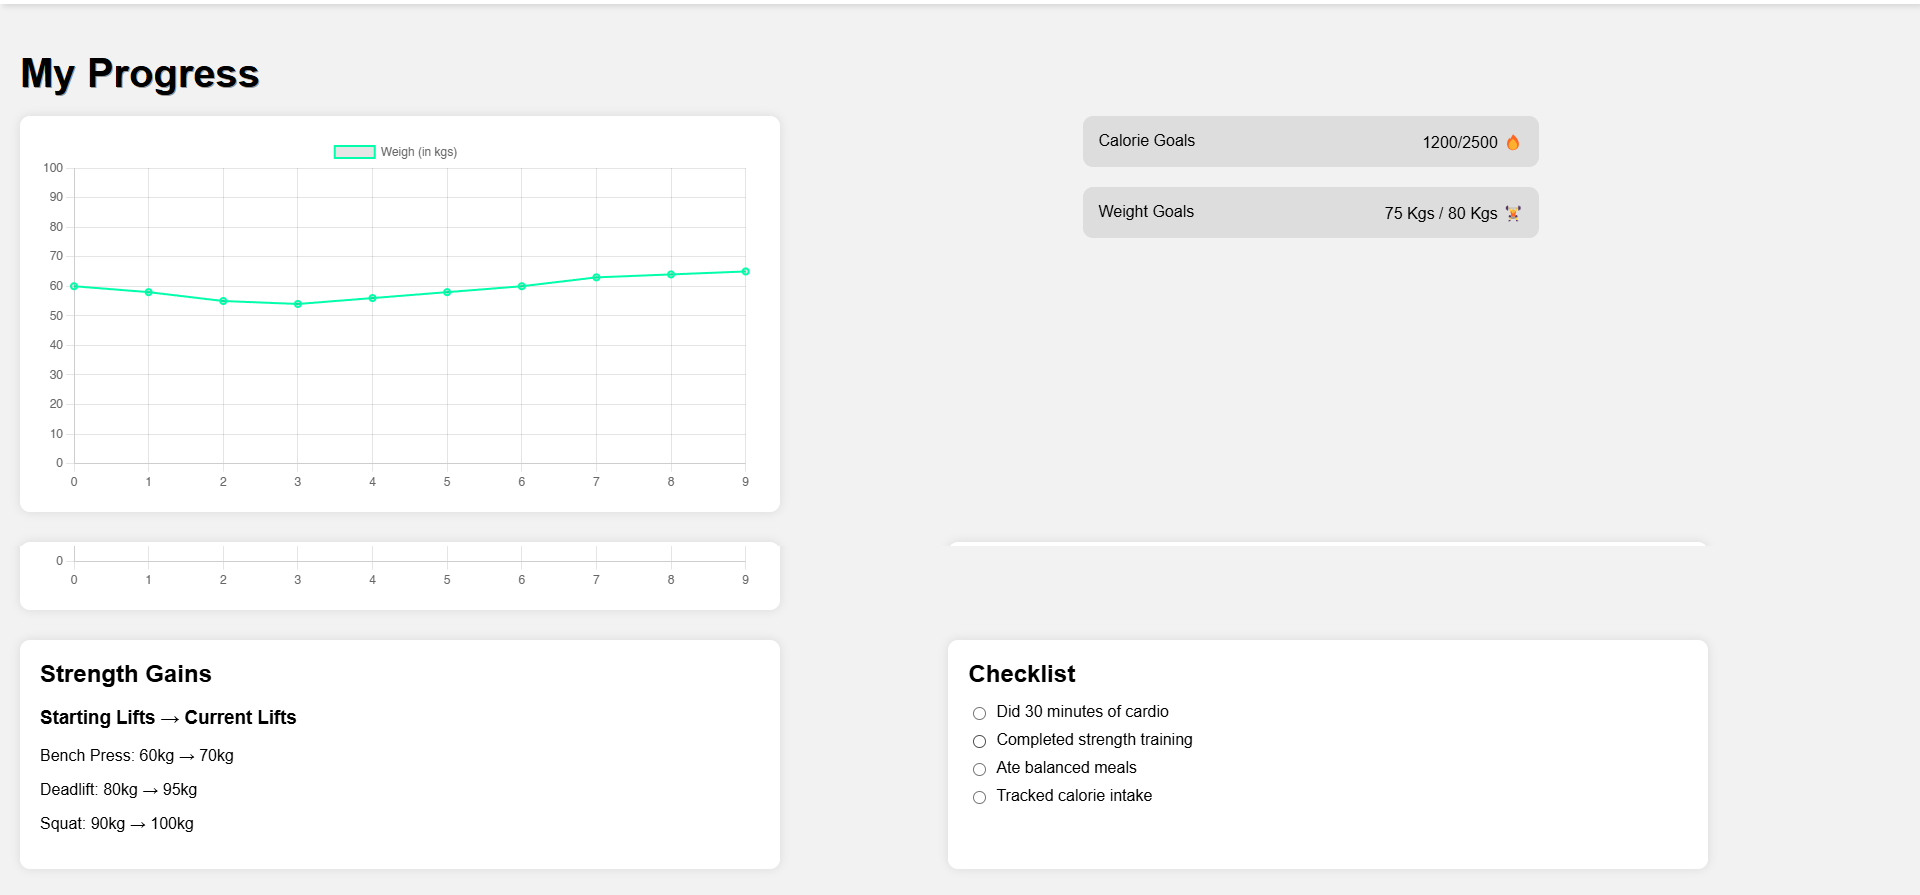 My Progress
Weigh (in kgs)
100
90
80
70
60
50
40
30
20
10
0
0 1 2 3 4 5 6 7 8 9
Calorie Goals 1200/2500 🔥
Weight Goals 75 Kgs / 80 Kgs 🏋️
0
0 1 2 3 4 5 6 7 8 9
Strength Gains
Starting Lifts → Current Lifts
Bench Press: 60kg → 70kg
Deadlift: 80kg → 95kg
Squat: 90kg → 100kg
Checklist
Did 30 minutes of cardio
Completed strength training
Ate balanced meals
Tracked calorie intake